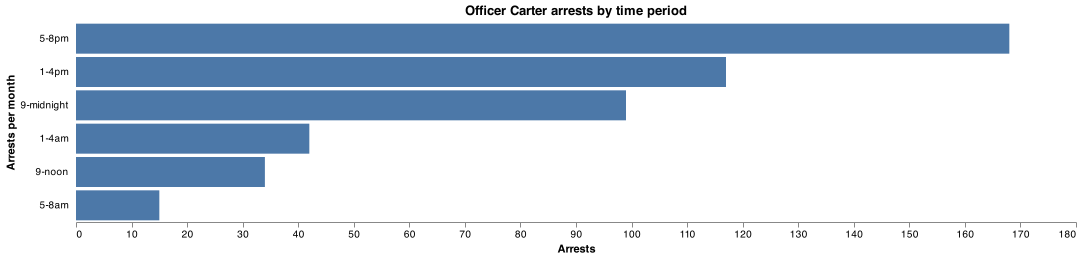 Officer Carter arrests by time period
Arrests per month
5-8pm
1-4pm
9-midnight
1-4am
9-noon
5-8am
0 10 20 30 40 50 60 70 80 90 100 110 120 130 140 150 160 170 180
Arrests